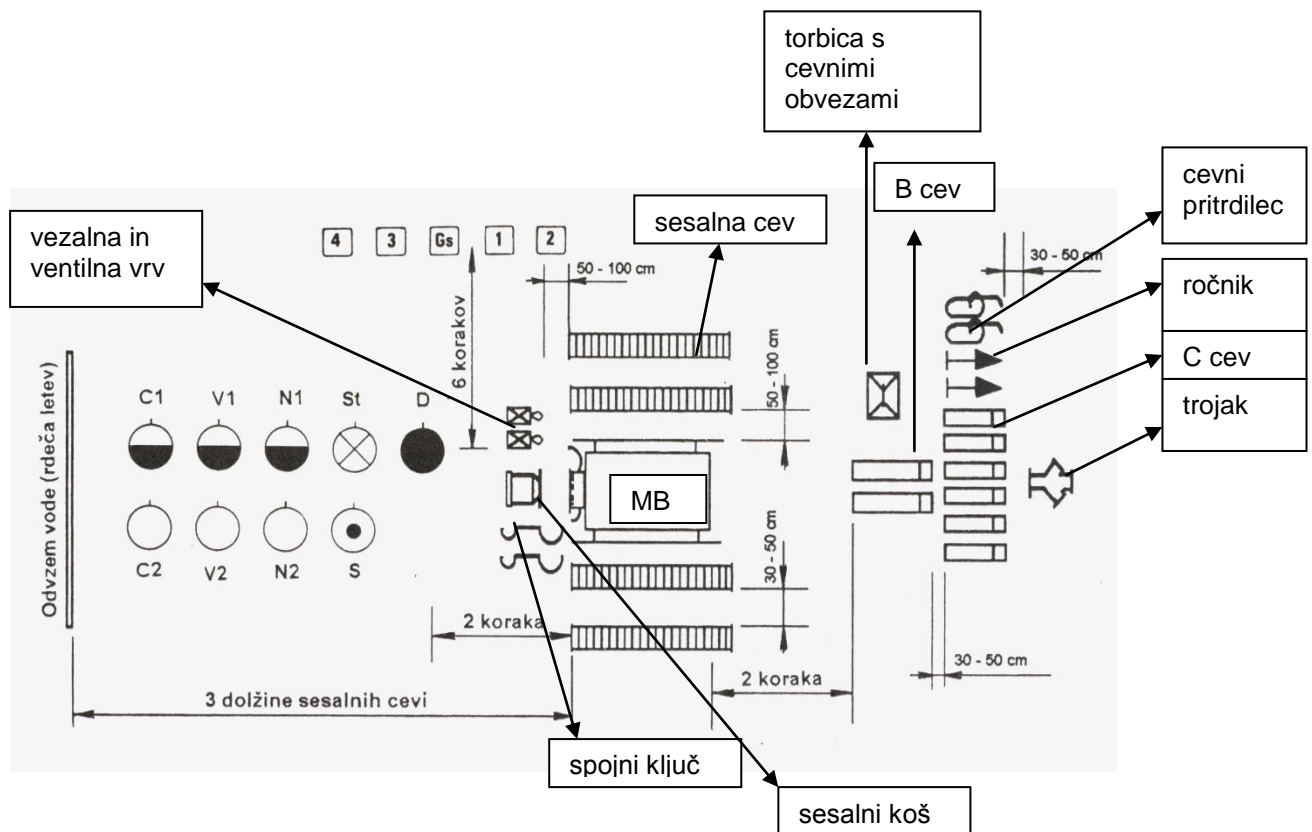 torbica s
cevnimi
obvezami
B cev
cevni
pritrdilec
sesalna cev
vezalna in
ventilna vrv
4 3 Gs 1 2
50 - 100 cm
30 - 50 cm
ročnik
C cev
trojak
6 korakov
50 - 100 cm
C1 V1 N1 St D
MB
Odvzem vode (rdeča letev)
C2 V2 N2 S
30 - 50 cm
2 koraka
30 - 50 cm
2 koraka
3 dolžine sesalnih cevi
spojni ključ
sesalni koš